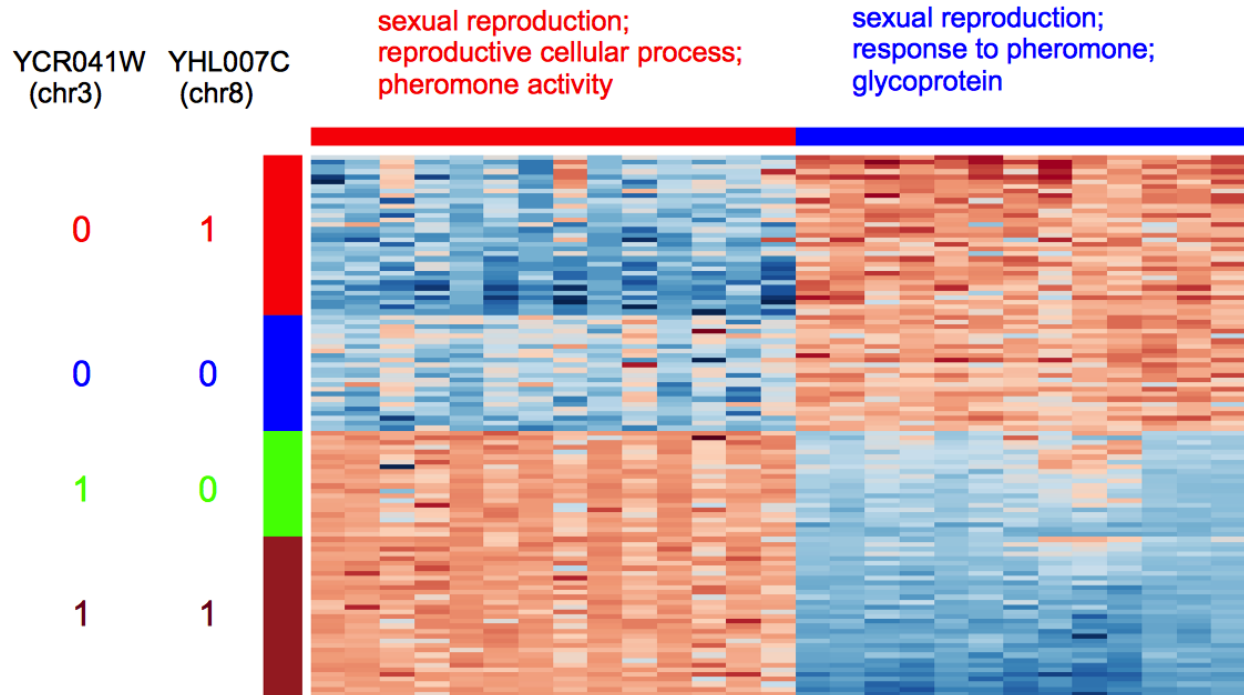 YCR041W YHL007C
(chr3) (chr8)
sexual reproduction;
reproductive cellular process;
pheromone activity
sexual reproduction;
response to pheromone;
glycoprotein
0 1
0 0
1 0
1 1